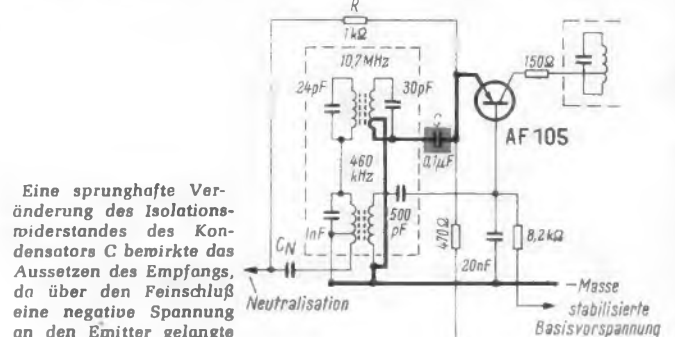 Eine sprunghafte Ver-
änderung des Isolations-
widerstandes des Kon-
densators C bewirkte das
Aussetzen des Empfangs,
da über den Feinschluß
eine negative Spannung
an den Emitter gelangte
R
1kΩ
10,7MHz
24pF
30pF
150Ω
C
AF 105
0,1µF
460
kHz
1nF
500
pF
470Ω
20nF
8,2kΩ
CN
Neutralisation
–Masse
stabilisierte
Basisvorspannung